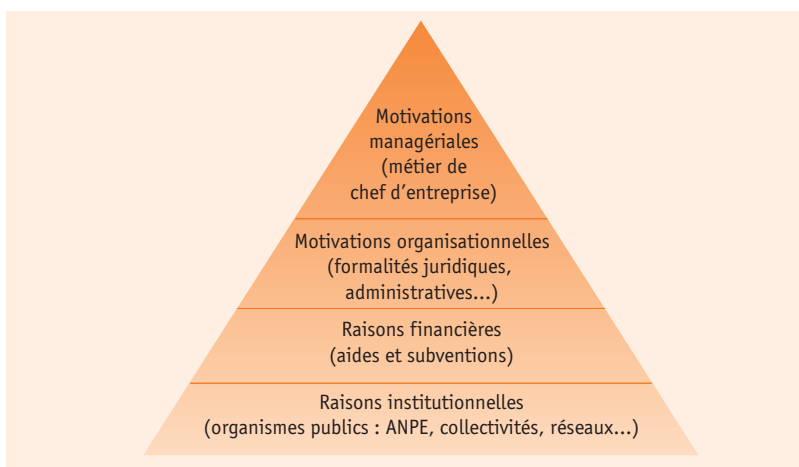 Motivations
managériales
(métier de
chef d'entreprise)
Motivations organisationnelles
(formalités juridiques,
administratives...)
Raisons financières
(aides et subventions)
Raisons institutionnelles
(organismes publics : ANPE, collectivités, réseaux...)